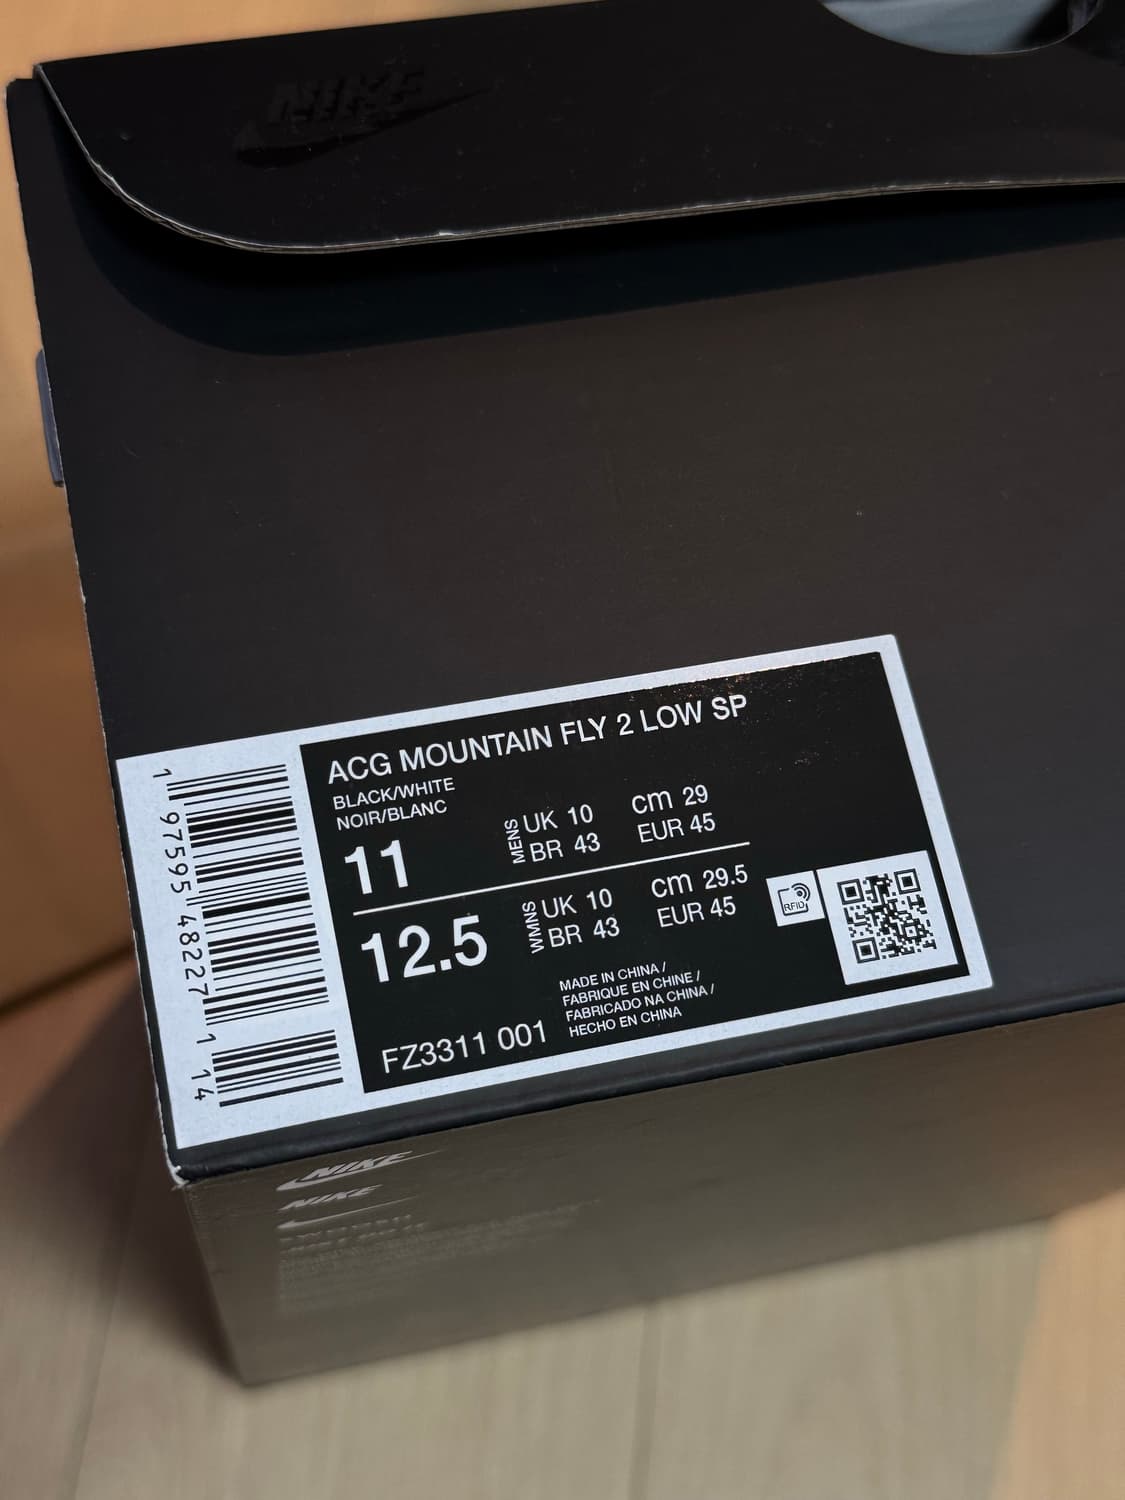 NIKE
ACG MOUNTAIN FLY 2 LOW SP
BLACK/WHITE
NOIR/BLANC
11 MENS UK 10 cm 29
BR 43 EUR 45
12.5 WMNS UK 10 cm 29.5
BR 43 EUR 45
RFID
MADE IN CHINA /
FABRIQUE EN CHINE /
FABRICADO NA CHINA /
HECHO EN CHINA
FZ3311 001
1 97595 48227 1 14
NIKE
NIKE